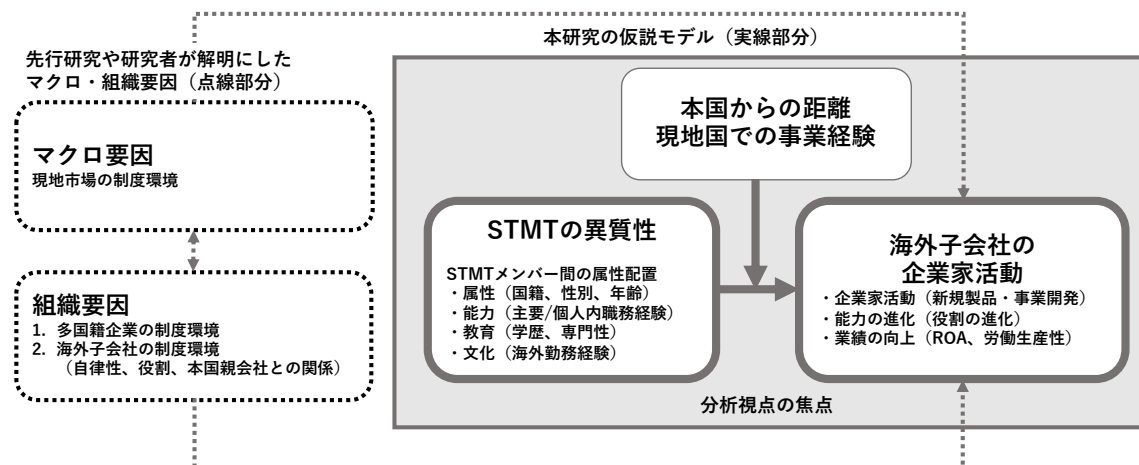 先行研究や研究者が解明にした
マクロ・組織要因（点線部分）
マクロ要因
現地市場の制度環境
組織要因
1. 多国籍企業の制度環境
2. 海外子会社の制度環境
（自律性、役割、本国親会社との関係）
本研究の仮説モデル（実線部分）
本国からの距離
現地国での事業経験
STMTの異質性
STMTメンバー間の属性配置
・属性（国籍、性別、年齢）
・能力（主要/個人内職務経験）
・教育（学歴、専門性）
・文化（海外勤務経験）
海外子会社の
企業家活動
・企業家活動（新規製品・事業開発）
・能力の進化（役割の進化）
・業績の向上（ROA、労働生産性）
分析視点の焦点